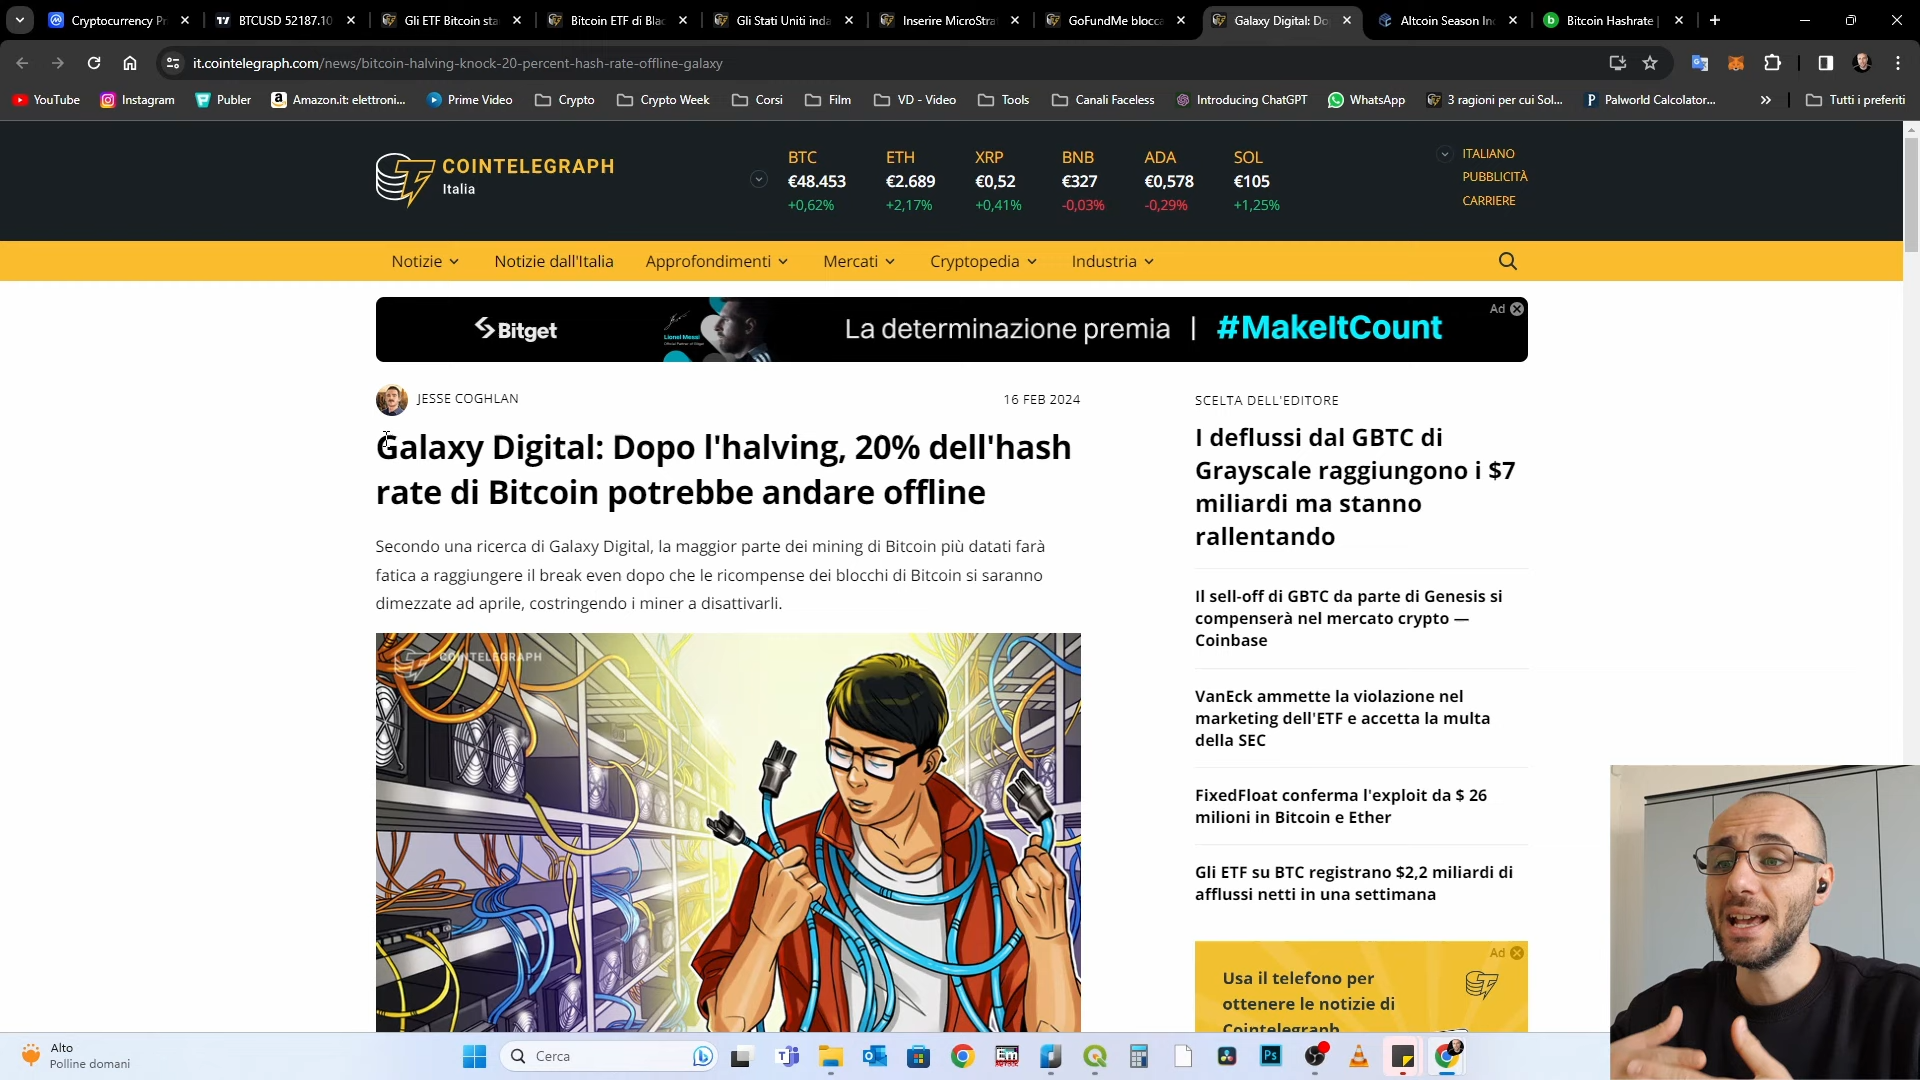 Cryptocurrency Pr
BTCUSD 52187.10
Gli ETF Bitcoin sta
Bitcoin ETF di Bla
Gli Stati Uniti inda
Inserire MicroStra
GoFundMe blocca
Galaxy Digital: Do
Altcoin Season In
Bitcoin Hashrate
it.cointelegraph.com/news/bitcoin-halving-knock-20-percent-hash-rate-offline-galaxy
YouTube
Instagram
Publer
Amazon.it: elettroni...
Prime Video
Crypto
Crypto Week
Corsi
Film
VD - Video
Tools
Canali Faceless
Introducing ChatGPT
WhatsApp
3 ragioni per cui Sol...
Palworld Calcolator...
Tutti i preferiti
COINTELEGRAPH
Italia
BTC ETH XRP BNB ADA SOL
€48.453 €2.689 €0,52 €327 €0,578 €105
+0,62% +2,17% +0,41% -0,03% -0,29% +1,25%
ITALIANO
PUBBLICITÀ
CARRIERE
Notizie Notizie dall'Italia Approfondimenti Mercati Cryptopedia Industria
Bitget
Lionel Messi
La determinazione premia | #MakeItCount
Ad
JESSE COGHLAN
16 FEB 2024
Galaxy Digital: Dopo l'halving, 20% dell'hash
rate di Bitcoin potrebbe andare offline
Secondo una ricerca di Galaxy Digital, la maggior parte dei mining di Bitcoin più datati farà
fatica a raggiungere il break even dopo che le ricompense dei blocchi di Bitcoin si saranno
dimezzate ad aprile, costringendo i miner a disattivarli.
COINTELEGRAPH
SCELTA DELL'EDITORE
I deflussi dal GBTC di
Grayscale raggiungono i $7
miliardi ma stanno
rallentando
Il sell-off di GBTC da parte di Genesis si
compenserà nel mercato crypto —
Coinbase
VanEck ammette la violazione nel
marketing dell'ETF e accetta la multa
della SEC
FixedFloat conferma l'exploit da $ 26
milioni in Bitcoin e Ether
Gli ETF su BTC registrano $2,2 miliardi di
afflussi netti in una settimana
Ad
Usa il telefono per
ottenere le notizie di
Cointelegraph
Alto
Polline domani
Cerca
Ps